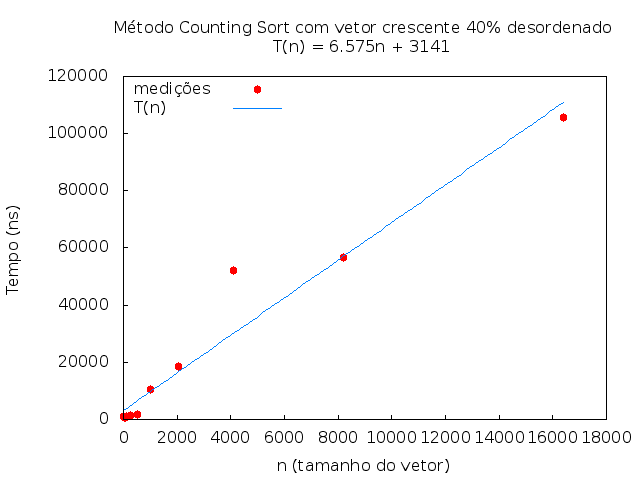 Método Counting Sort com vetor crescente 40% desordenado
T(n) = 6.575n + 3141
120000
100000
80000
60000
40000
20000
0
Tempo (ns)
medições
T(n)
0 2000 4000 6000 8000 10000 12000 14000 16000 18000
n (tamanho do vetor)